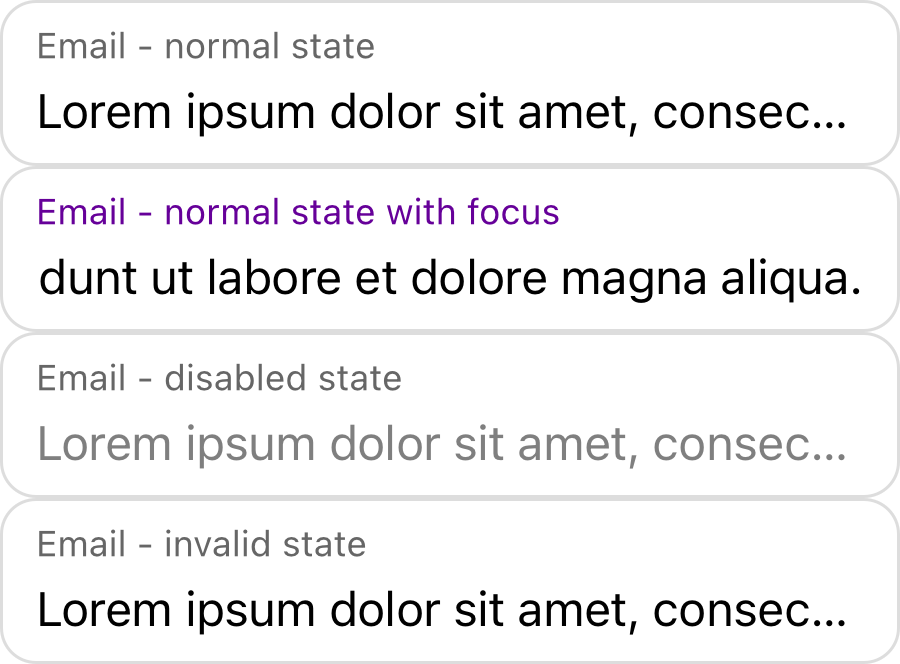 Email - normal state
Lorem ipsum dolor sit amet, consec...
Email - normal state with focus
dunt ut labore et dolore magna aliqua.
Email - disabled state
Lorem ipsum dolor sit amet, consec...
Email - invalid state
Lorem ipsum dolor sit amet, consec...